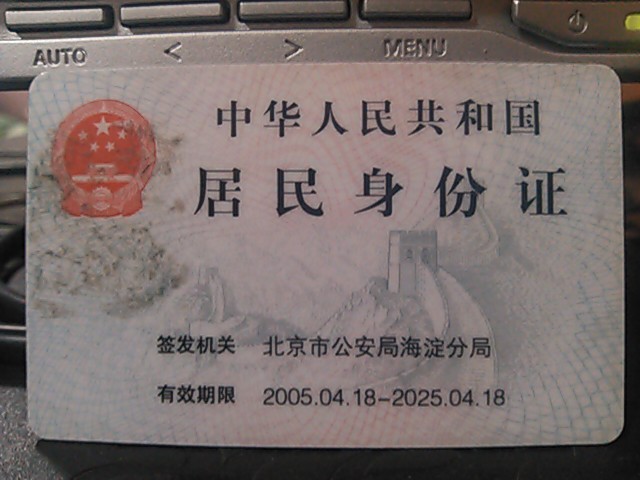 AUTO < > MENU
中华人民共和国
居民身份证
签发机关 北京市公安局海淀分局
有效期限 2005.04.18-2025.04.18